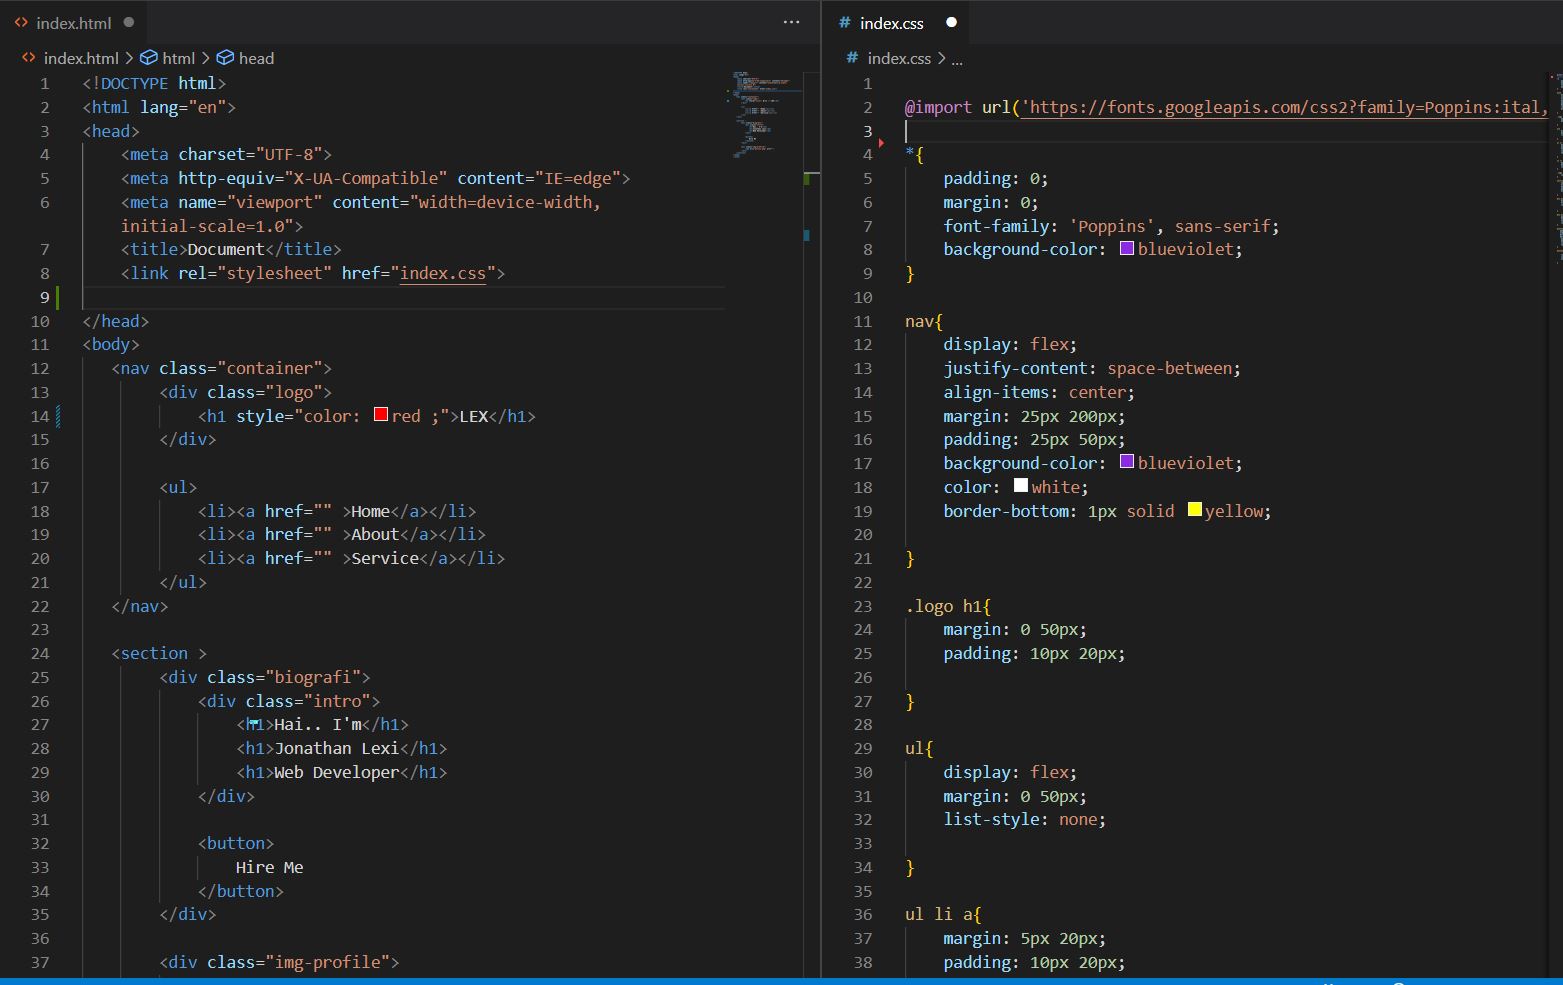 index.html
index.html > html > head
1 <!DOCTYPE html>
2 <html lang="en">
3 <head>
4 <meta charset="UTF-8">
5 <meta http-equiv="X-UA-Compatible" content="IE=edge">
6 <meta name="viewport" content="width=device-width,
initial-scale=1.0">
7 <title>Document</title>
8 <link rel="stylesheet" href="index.css">
9
10 </head>
11 <body>
12 <nav class="container">
13 <div class="logo">
14 <h1 style="color: red ;">LEX</h1>
15 </div>
16
17 <ul>
18 <li><a href="" >Home</a></li>
19 <li><a href="" >About</a></li>
20 <li><a href="" >Service</a></li>
21 </ul>
22 </nav>
23
24 <section >
25 <div class="biografi">
26 <div class="intro">
27 <h1>Hai.. I'm</h1>
28 <h1>Jonathan Lexi</h1>
29 <h1>Web Developer</h1>
30 </div>
31
32 <button>
33 Hire Me
34 </button>
35 </div>
36
37 <div class="img-profile">
# index.css
# index.css > ...
1
2 @import url('https://fonts.googleapis.com/css2?family=Poppins:ital,
3
4 *{
5 padding: 0;
6 margin: 0;
7 font-family: 'Poppins', sans-serif;
8 background-color: blueviolet;
9 }
10
11 nav{
12 display: flex;
13 justify-content: space-between;
14 align-items: center;
15 margin: 25px 200px;
16 padding: 25px 50px;
17 background-color: blueviolet;
18 color: white;
19 border-bottom: 1px solid yellow;
20
21 }
22
23 .logo h1{
24 margin: 0 50px;
25 padding: 10px 20px;
26
27 }
28
29 ul{
30 display: flex;
31 margin: 0 50px;
32 list-style: none;
33
34 }
35
36 ul li a{
37 margin: 5px 20px;
38 padding: 10px 20px;